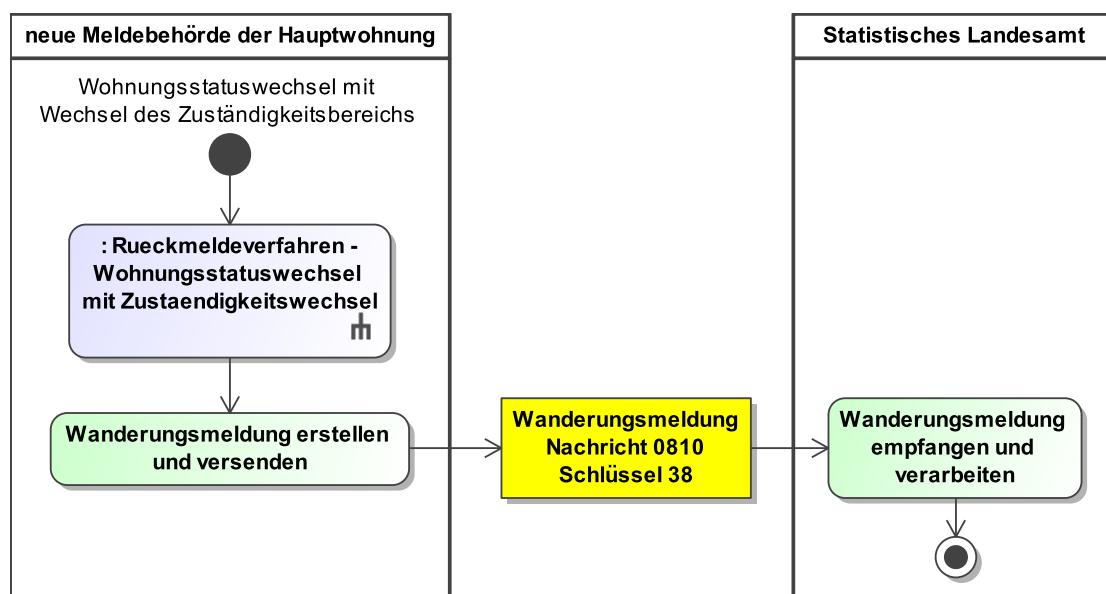 neue Meldebehörde der Hauptwohnung
Statistisches Landesamt
Wohnungsstatuswechsel mit
Wechsel des Zuständigkeitsbereichs
: Rueckmeldeverfahren -
Wohnungsstatuswechsel
mit Zustaendigkeitswechsel
Wanderungsmeldung erstellen
und versenden
Wanderungsmeldung
Nachricht 0810
Schlüssel 38
Wanderungsmeldung
empfangen und
verarbeiten